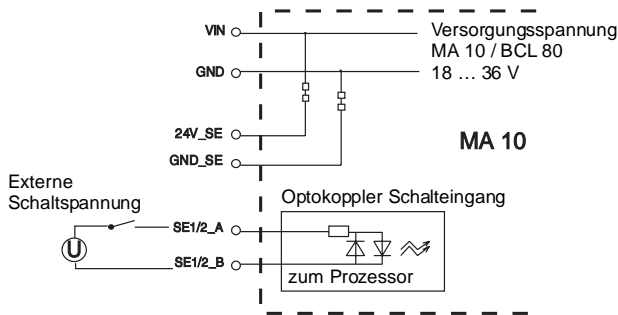 VIN
Versorgungsspannung
MA 10 / BCL 80
GND
18 … 36 V
24V_SE
MA 10
GND_SE
Externe
Schaltspannung
Optokoppler Schalteingang
SE1/2_A
U
SE1/2_B
zum Prozessor